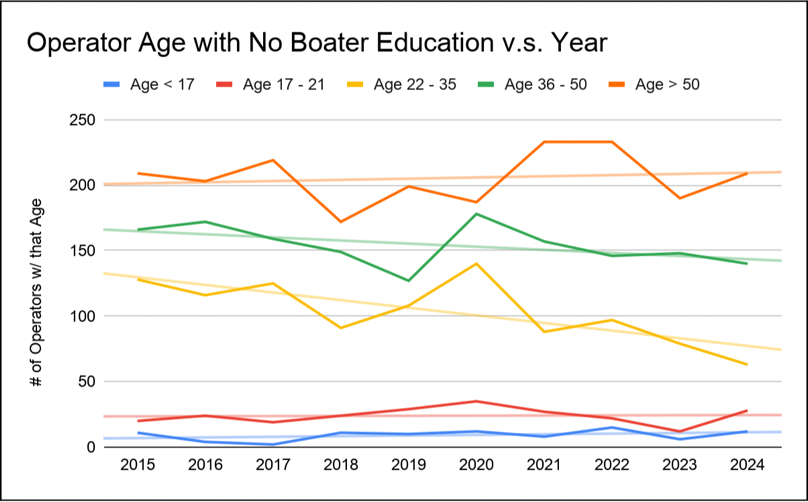 Operator Age with No Boater Education v.s. Year
Age < 17 Age 17 - 21 Age 22 - 35 Age 36 - 50 Age > 50
# of Operators w/ that Age
250
200
150
100
50
0
2015 2016 2017 2018 2019 2020 2021 2022 2023 2024